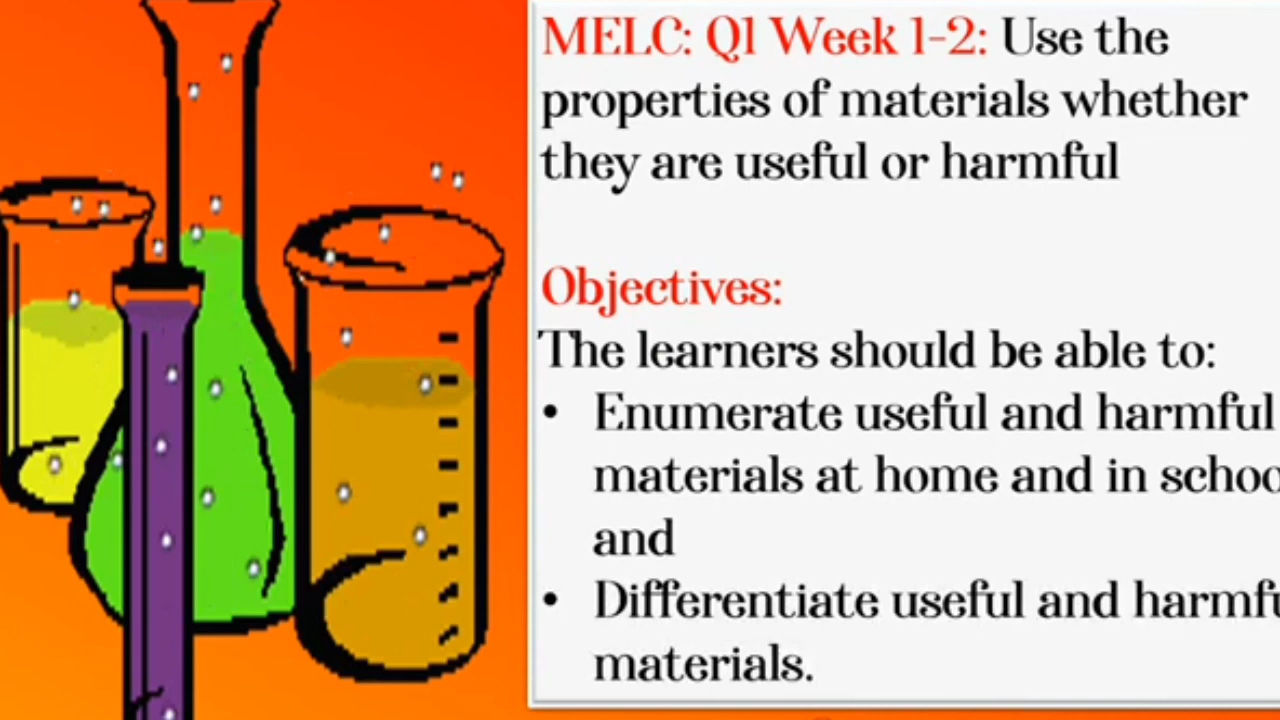 MELC: Q1 Week 1-2: Use the
properties of materials whether
they are useful or harmful
Objectives:
The learners should be able to:
• Enumerate useful and harmful
materials at home and in schoo
and
• Differentiate useful and harmfu
materials.